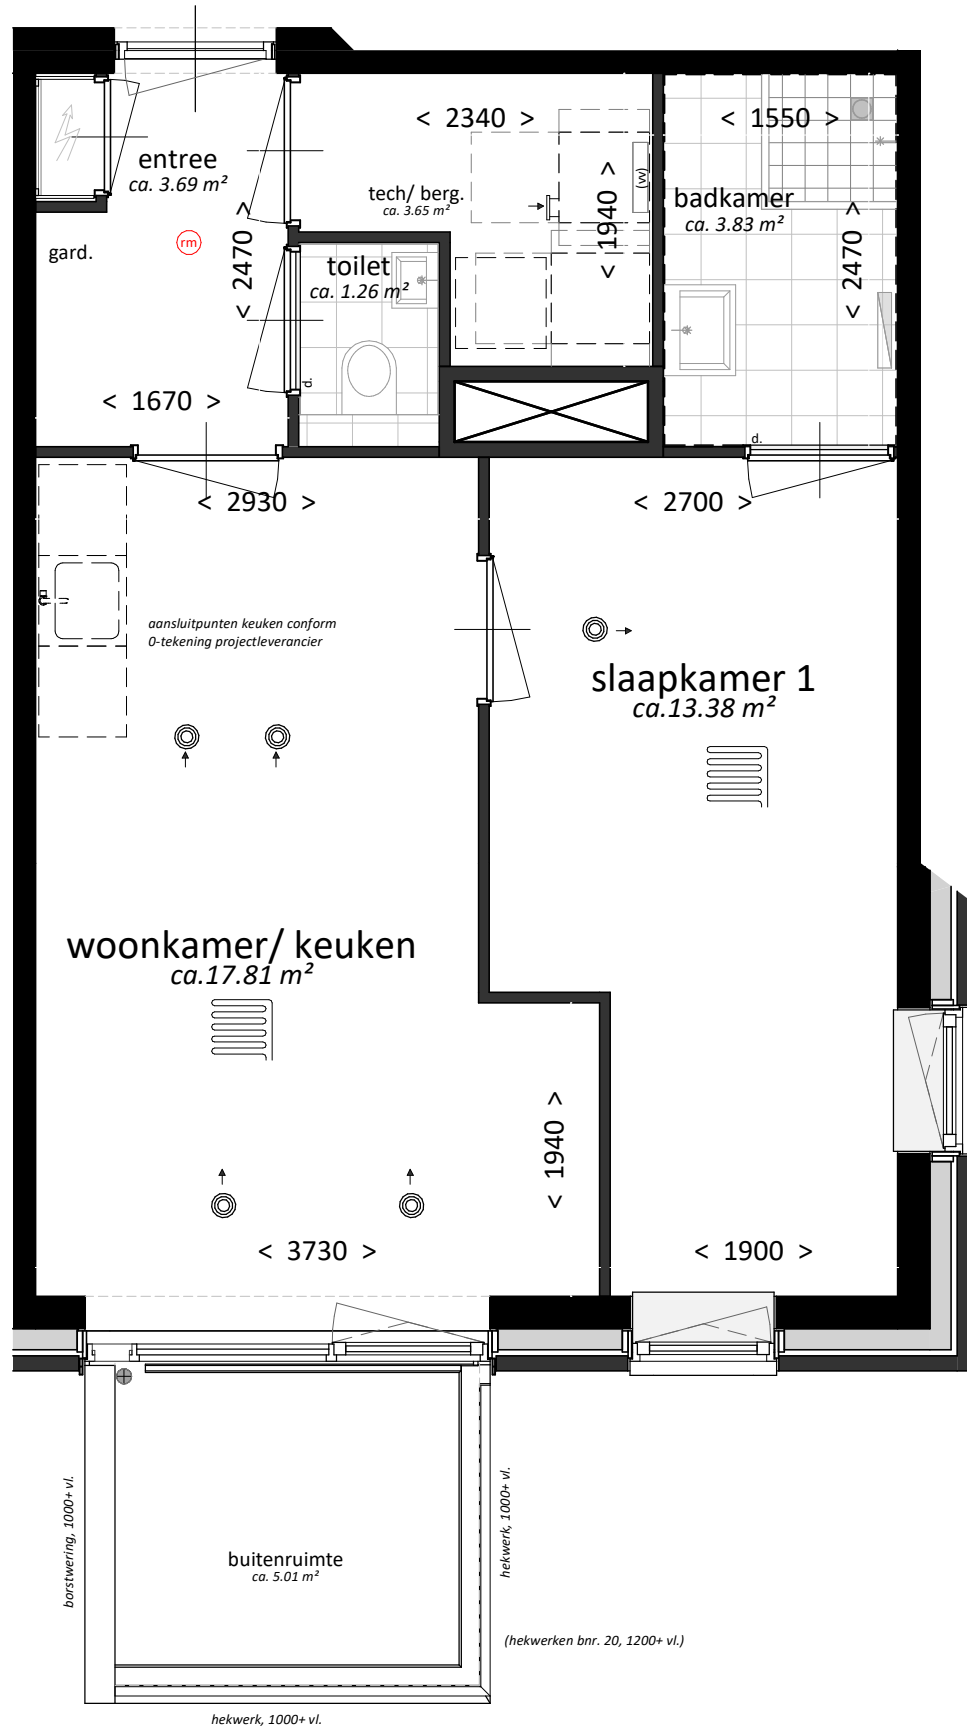 < 2340 >
< 1550 >
entree
ca. 3.69 m²
tech/ berg.
ca. 3.65 m²
(vv)
badkamer
ca. 3.83 m²
< 1940 >
gard.
rm
< 2470 >
toilet
ca. 1.26 m²
< 2470 >
d.
< 1670 >
d.
< 2930 >
< 2700 >
aansluitpunten keuken conform
0-tekening projectleverancier
slaapkamer 1
ca.13.38 m²
woonkamer/ keuken
ca.17.81 m²
< 1940 >
< 3730 >
< 1900 >
borstwering, 1000+ vl.
hekwerk, 1000+ vl.
buitenruimte
ca. 5.01 m²
(hekwerken bnr. 20, 1200+ vl.)
hekwerk, 1000+ vl.